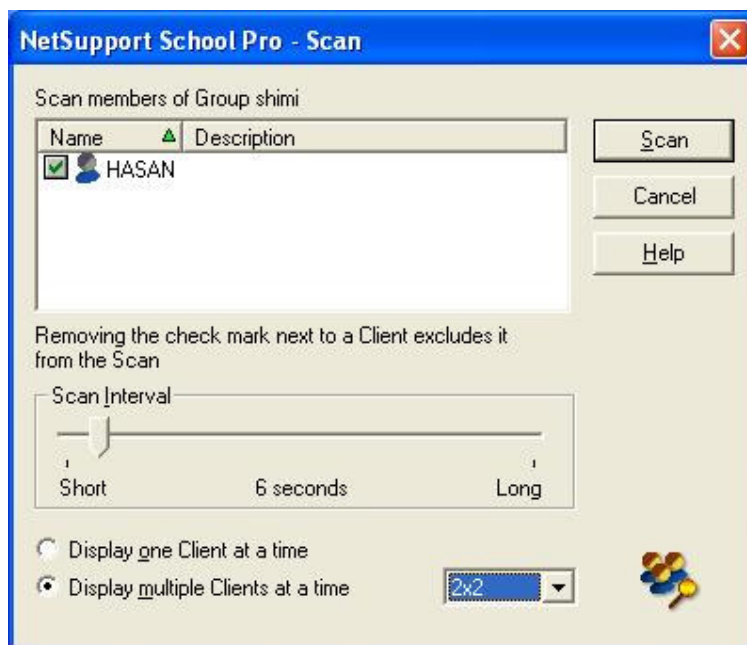 NetSupport School Pro - Scan
Scan members of Group shimi
Name Description
HASAN
Scan
Cancel
Help
Removing the check mark next to a Client excludes it
from the Scan
Scan Interval
Short 6 seconds Long
Display one Client at a time
Display multiple Clients at a time 2x2